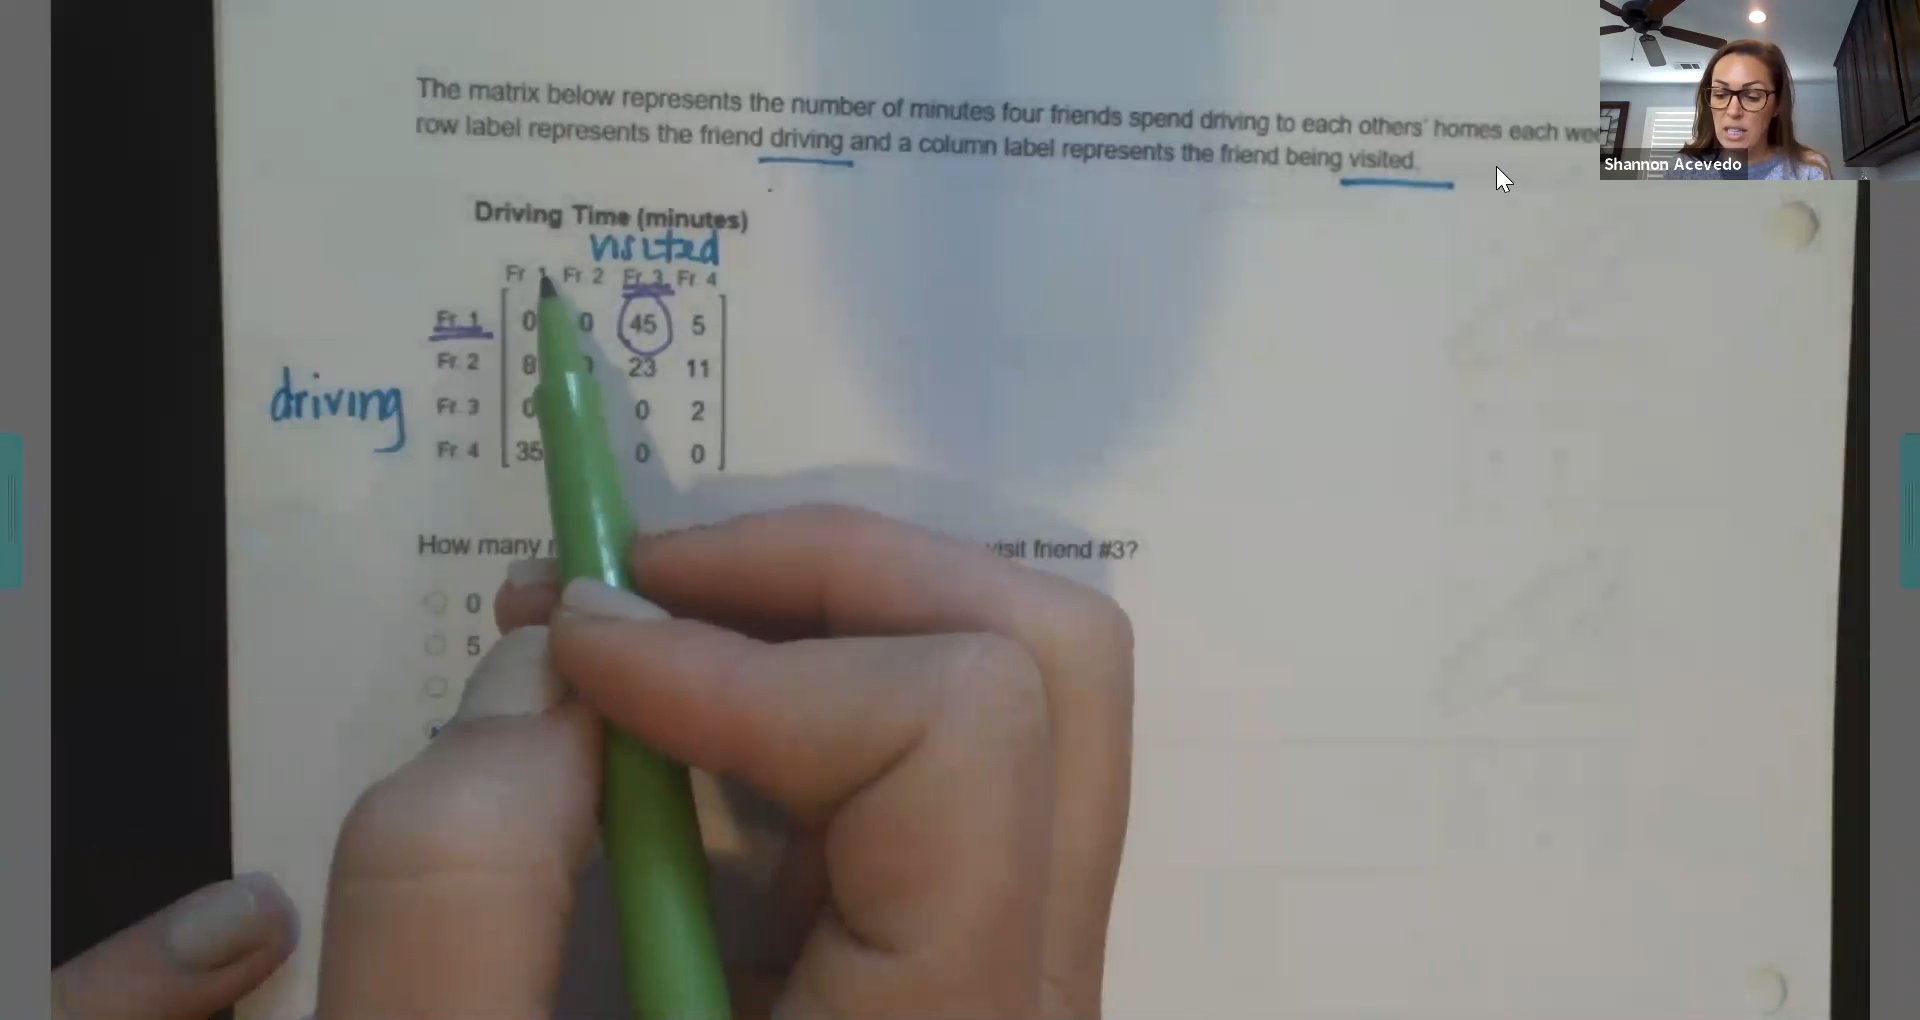 The matrix below represents the number of minutes four friends spend driving to each others' homes each
row label represents the friend driving and a column label represents the friend being visited.
Shannon Acevedo
Driving Time (minutes)
visited
Fr 1 Fr 2 Fr. 3 Fr 4
Fr. 1 0 0 45 5
Fr. 2 8 23 11
driving
Fr. 3 0 0 2
Fr. 4 35 0 0
How many visit friend #3?
0
5